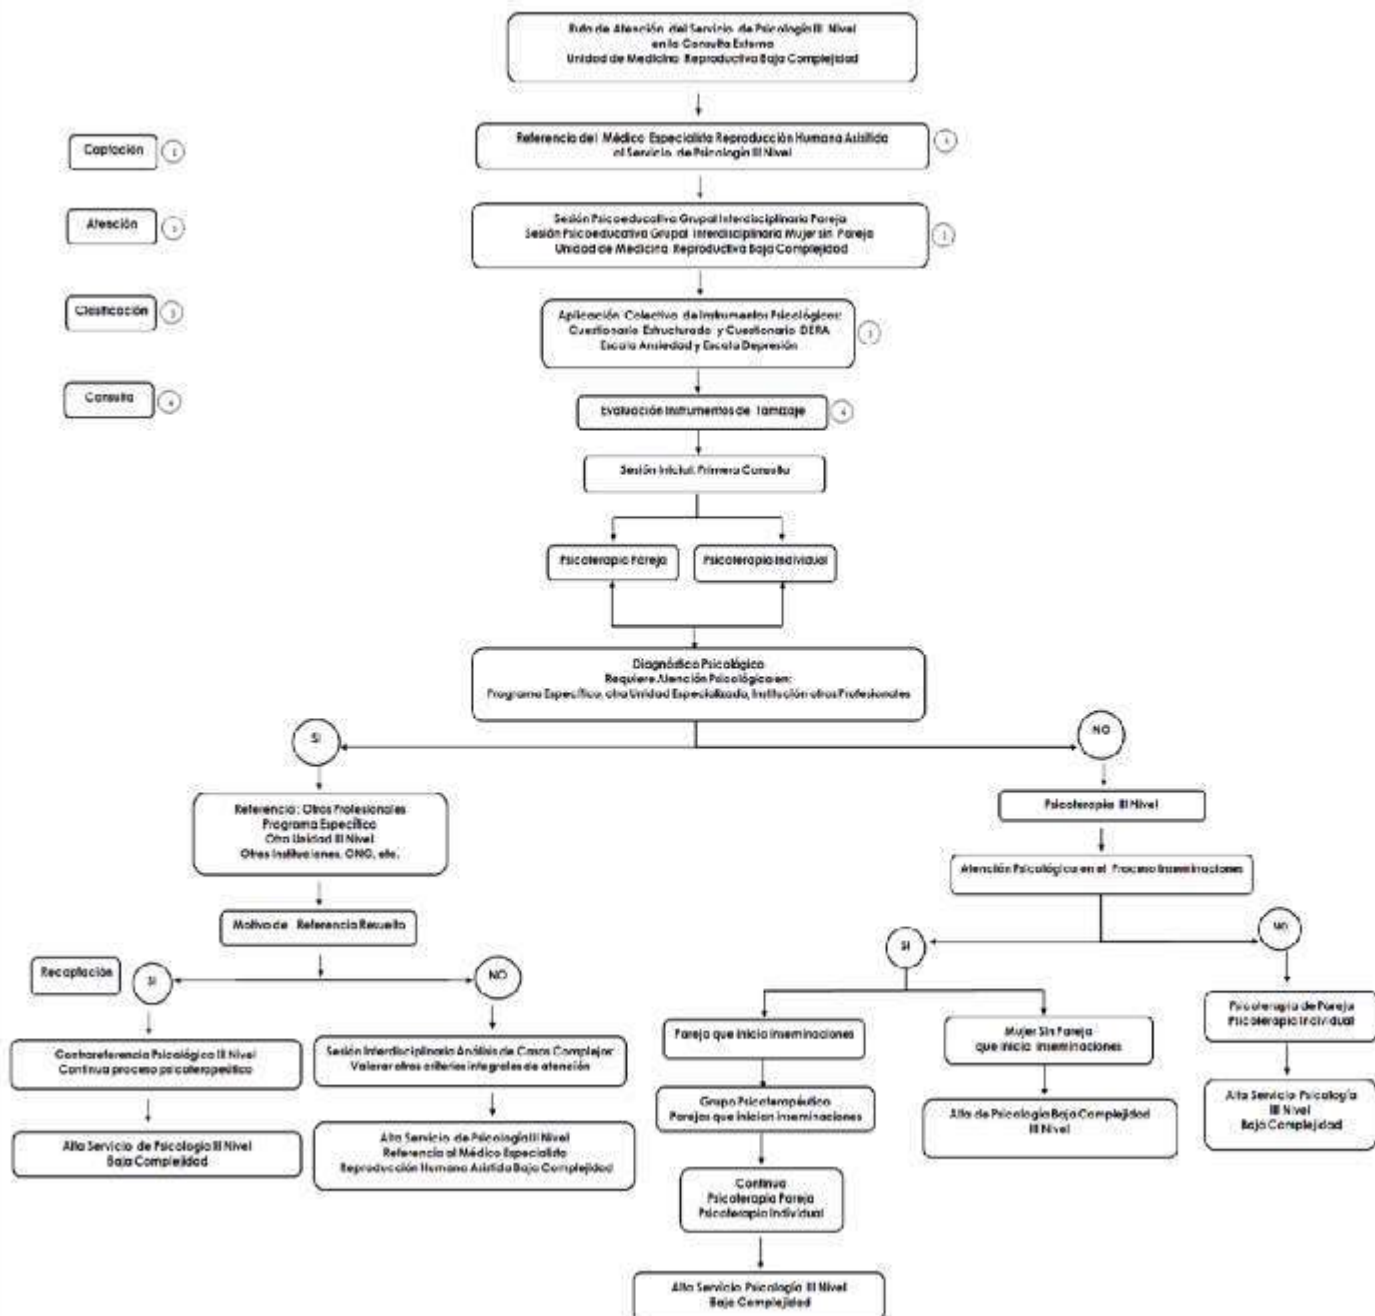 Ruta de Atención del Servicio de Psicología III Nivel
en la Consulta Externa
Unidad de Medicina Reproductiva Baja Complejidad
Captación 1
Referencia del Médico Especialista Reproducción Humana Asistida
al Servicio de Psicología III Nivel
1
Atención 2
Sesión Psicoeducativa Grupal Interdisciplinaria Pareja
Sesión Psicoeducativa Grupal Interdisciplinaria Mujer sin Pareja
Unidad de Medicina Reproductiva Baja Complejidad
2
Clasificación 3
Aplicación Colectiva de Instrumentos Psicológicos:
Cuestionario Estructurado y Cuestionario DERA
Escala Ansiedad y Escala Depresión
3
Consulta 4
Evaluación Instrumentos de Tamizaje 4
Sesión Inicial: Primera Consulta
Psicoterapia Pareja
Psicoterapia Individual
Diagnóstico Psicológico
Requiere Atención Psicológica en:
Programa Específico, otra Unidad Especializada, Institución otros Profesionales
SI
NO
Referencia: Otros Profesionales
Programa Específico
Otra Unidad III Nivel
Otras Instituciones, ONG, etc.
Psicoterapia III Nivel
Atención Psicológica en el Proceso Inseminaciones
Motivo de Referencia Resuelto
SI
Recaptación
SI
NO
Contrareferencia Psicológica III Nivel
Continua proceso psicoterapeútico
Sesión Interdisciplinaria Análisis de Casos Complejos
Valorar otros criterios integrales de atención
Pareja que inicia inseminaciones
Mujer Sin Pareja
que inicia inseminaciones
Psicoterapia de Pareja
Psicoterapia Individual
Alta Servicio de Psicología III Nivel
Baja Complejidad
Alta Servicio de Psicología III Nivel
Referencia al Médico Especialista
Reproducción Humana Asistida Baja Complejidad
Grupo Psicoterapéutico
Parejas que inician inseminaciones
Alta de Psicología Baja Complejidad
III Nivel
Alta Servicio Psicología
III Nivel
Baja Complejidad
Continua
Psicoterapia Pareja
Psicoterapia Individual
Alta Servicio Psicología III Nivel
Baja Complejidad